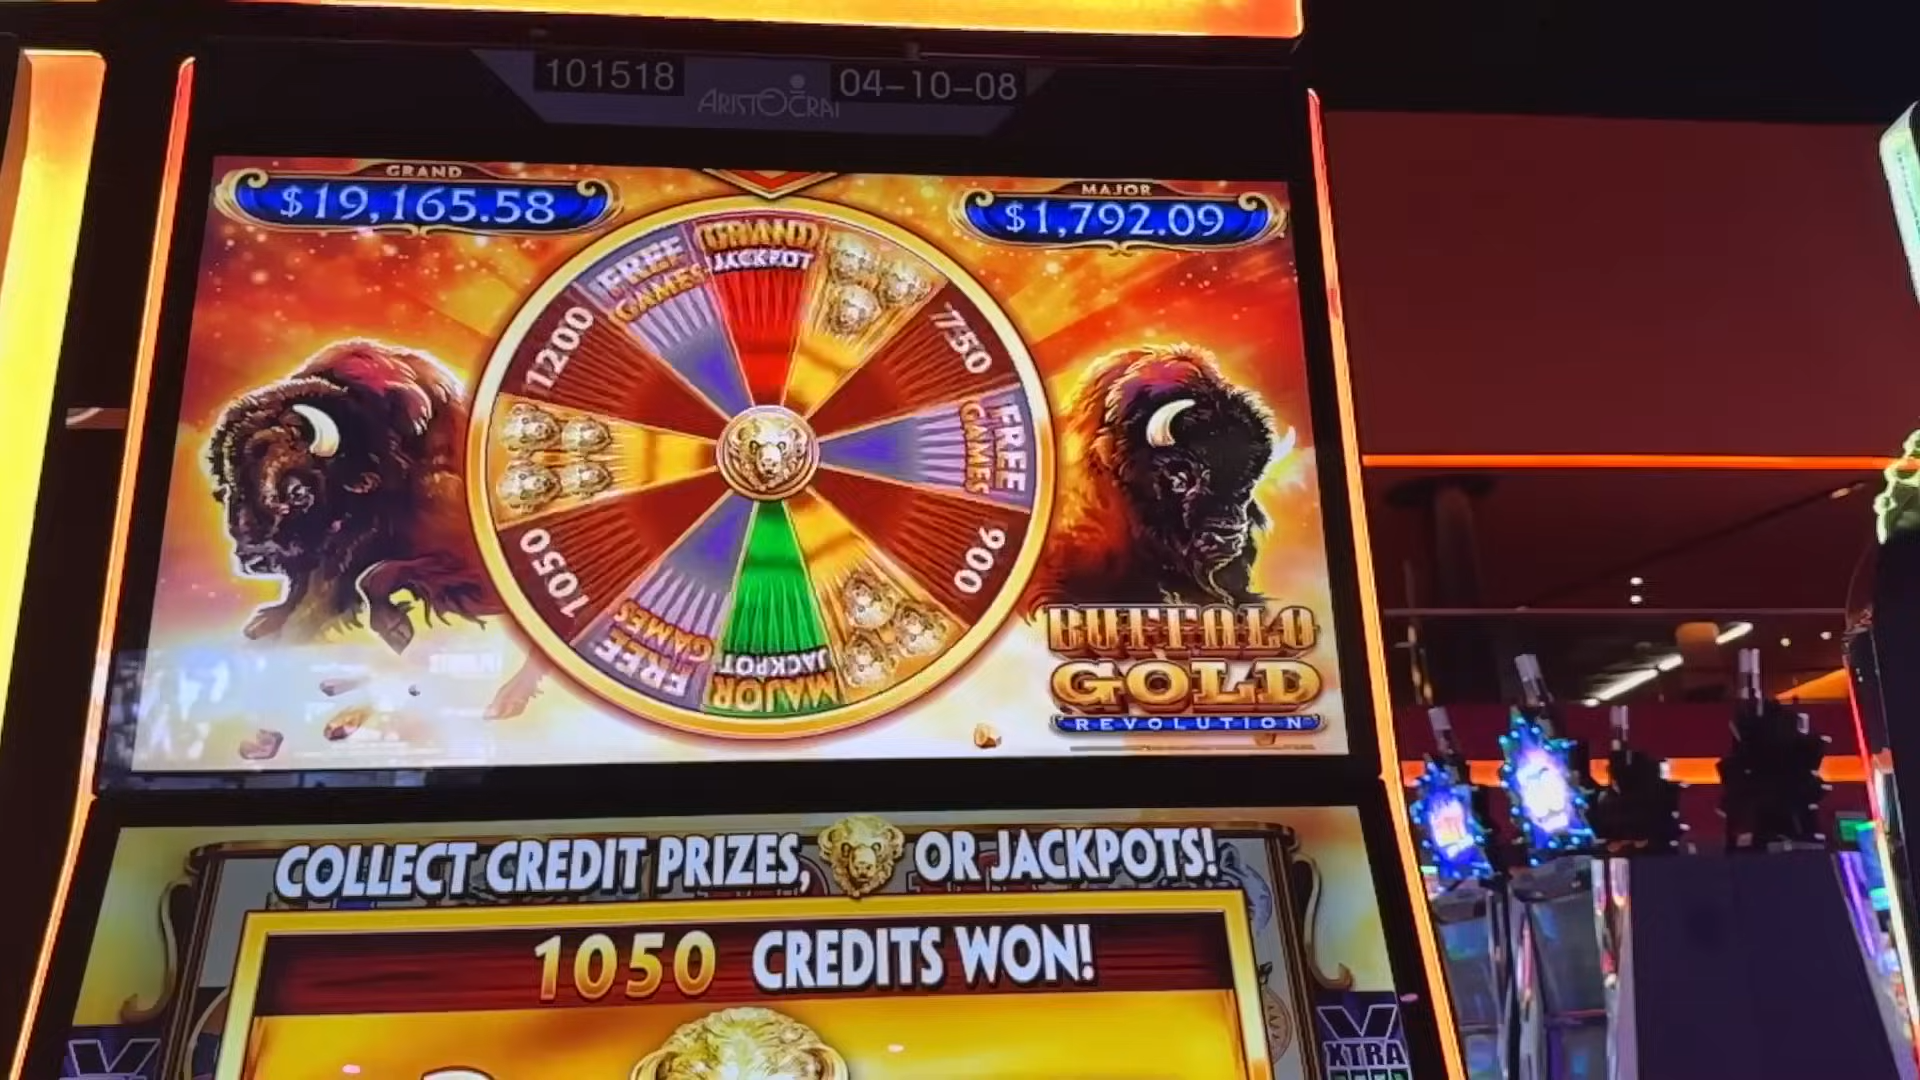 101518
04-10-08
ARISTOCRAT
GRAND
$19,165.58
MAJOR
$1,792.09
GRAND
JACKPOT
750
FREE
GAMES
900
MAJOR
JACKPOT
FREE
GAMES
1050
1200
FREE
GAMES
BUFFALO
GOLD
REVOLUTION
COLLECT CREDIT PRIZES, OR JACKPOTS!
1050 CREDITS WON!
XTRA